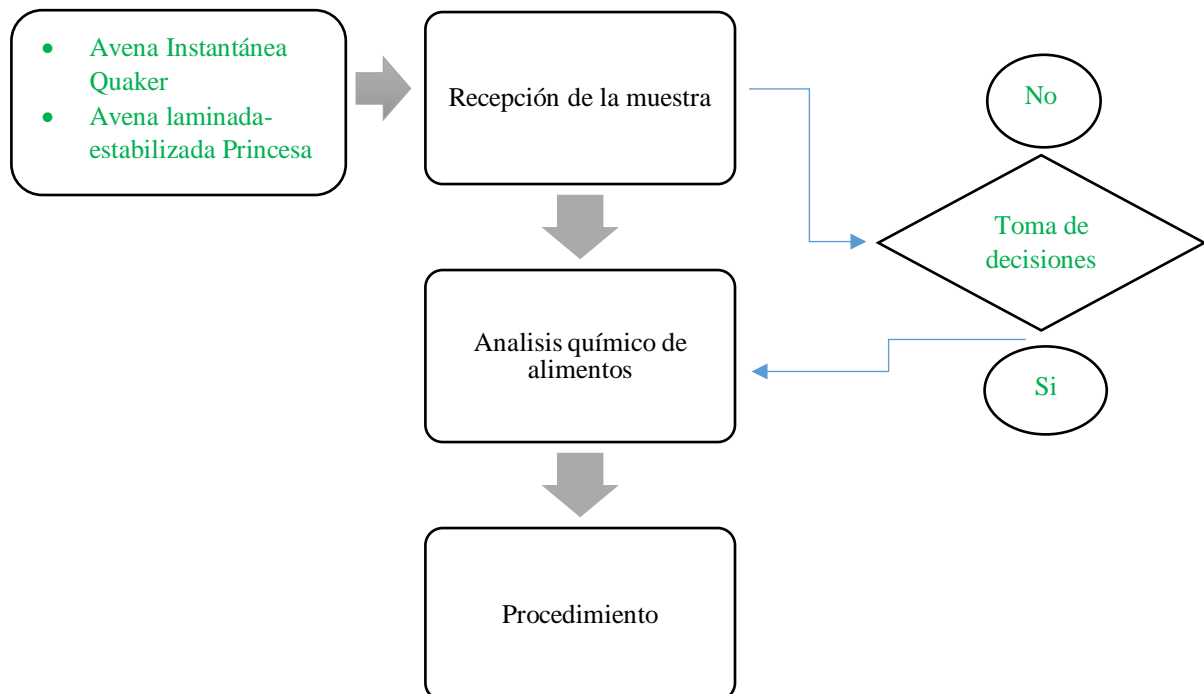 • Avena Instantánea
Quaker
• Avena laminada-
estabilizada Princesa
Recepción de la muestra
No
Toma de
decisiones
Analisis químico de
alimentos
Si
Procedimiento